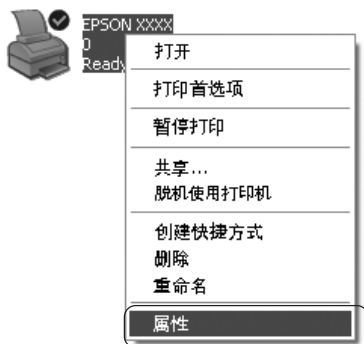 EPSON XXXX
0
Ready
打开
打印首选项
暂停打印
共享...
脱机使用打印机
创建快捷方式
删除
重命名
属性